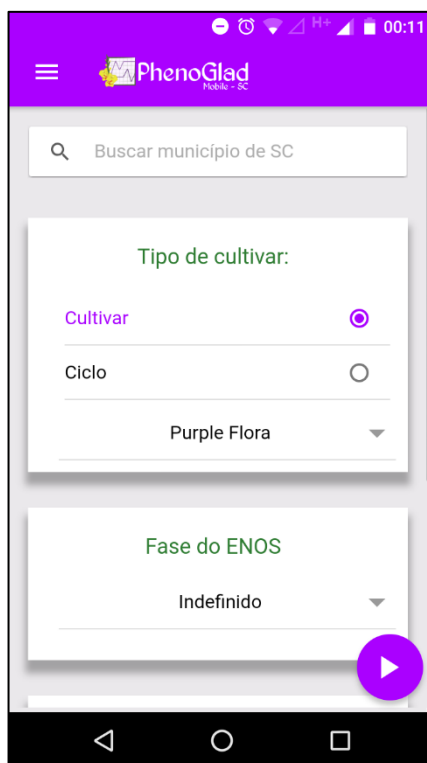 H+ 00:11
PhenoGlad
Mobile - SC
Buscar município de SC
Tipo de cultivar:
Cultivar
Ciclo
Purple Flora
Fase do ENOS
Indefinido